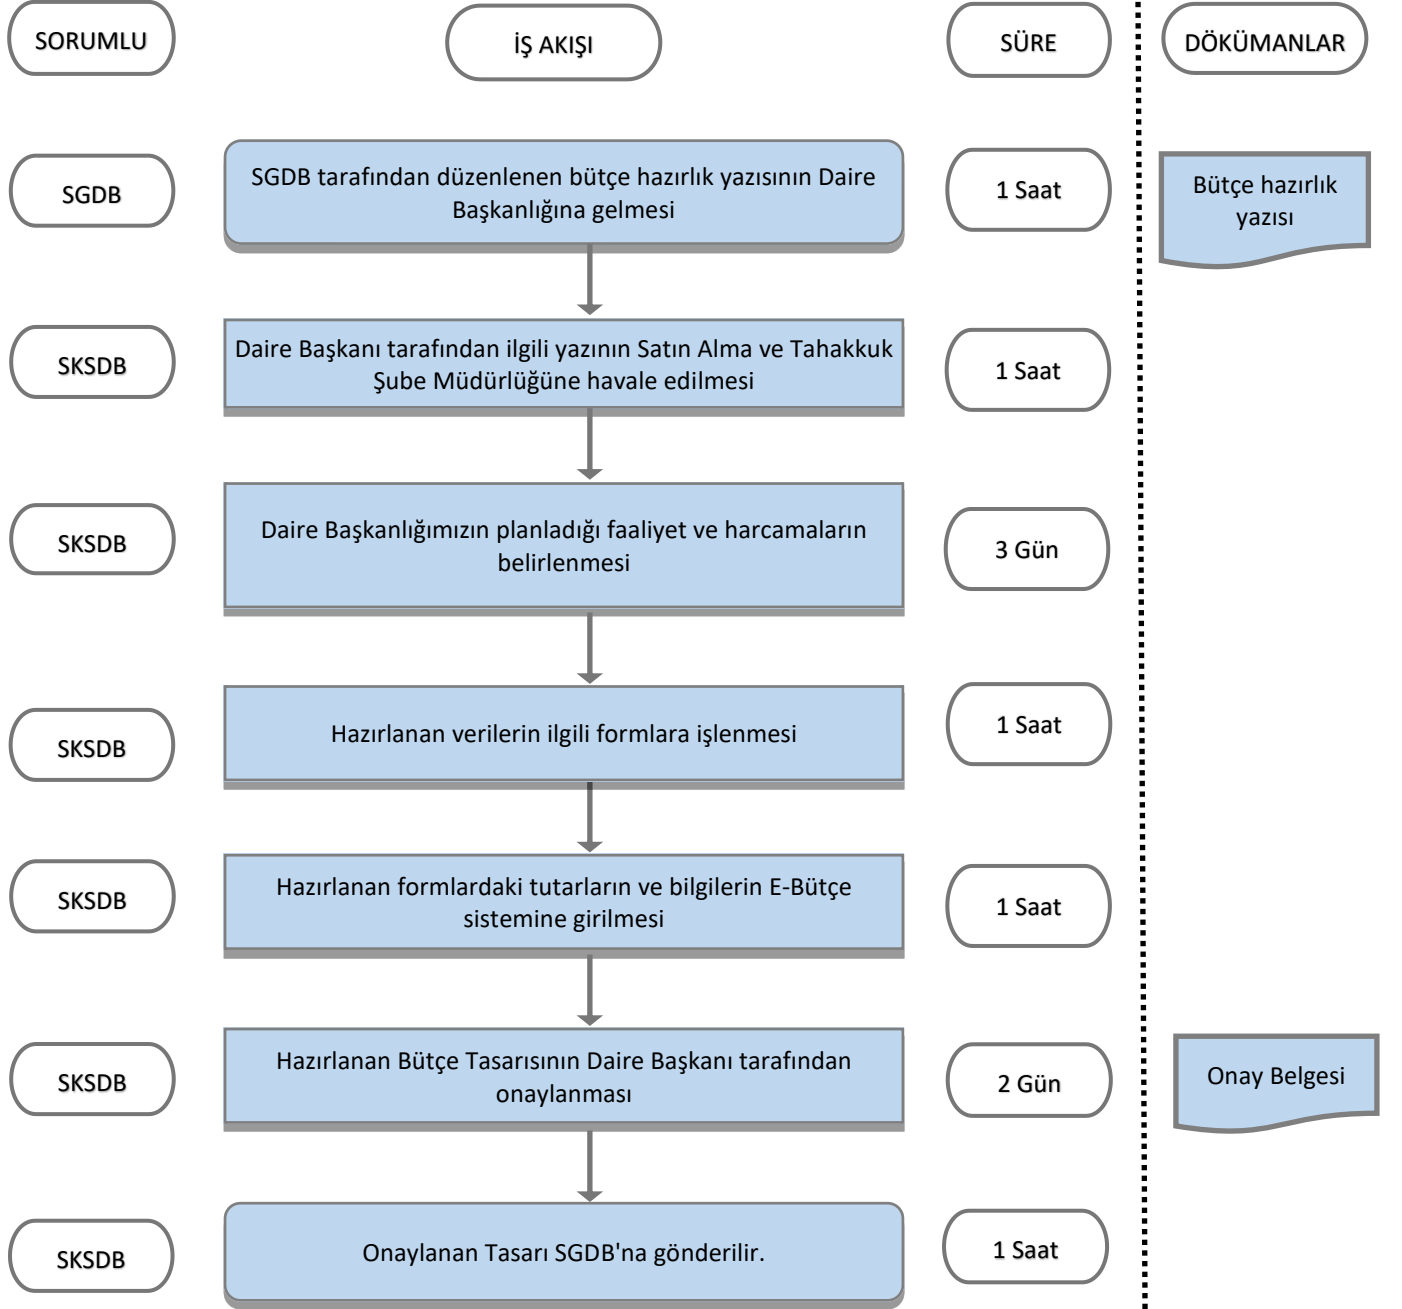 SORUMLU
İŞ AKIŞI
SÜRE
DÖKÜMANLAR
SGDB
SGDB tarafından düzenlenen bütçe hazırlık yazısının Daire
Başkanlığına gelmesi
1 Saat
Bütçe hazırlık
yazısı
SKSDB
Daire Başkanı tarafından ilgili yazının Satın Alma ve Tahakkuk
Şube Müdürlüğüne havale edilmesi
1 Saat
SKSDB
Daire Başkanlığımızın planladığı faaliyet ve harcamaların
belirlenmesi
3 Gün
SKSDB
Hazırlanan verilerin ilgili formlara işlenmesi
1 Saat
SKSDB
Hazırlanan formlardaki tutarların ve bilgilerin E-Bütçe
sistemine girilmesi
1 Saat
SKSDB
Hazırlanan Bütçe Tasarısının Daire Başkanı tarafından
onaylanması
2 Gün
Onay Belgesi
SKSDB
Onaylanan Tasarı SGDB'na gönderilir.
1 Saat